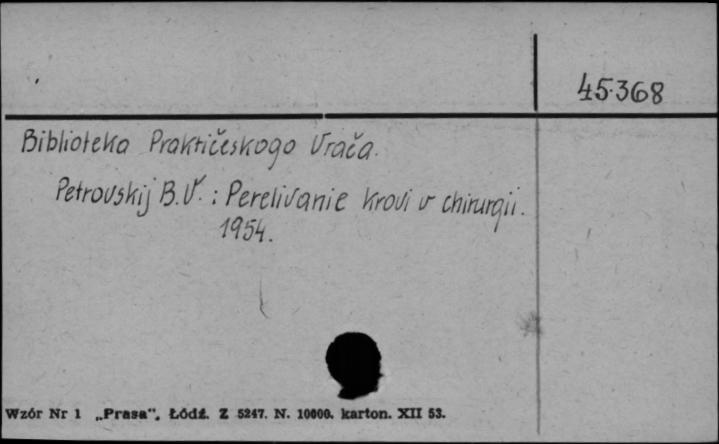 45368
Biblioteka Praktičeskogo Vrača.
Petrovskij B.V. : Perelivanie krovi v chirurgii.
1954.
Wzór Nr 1 „Prasa”, Łódź. Z 5247. N. 10000. karton. XII 53.